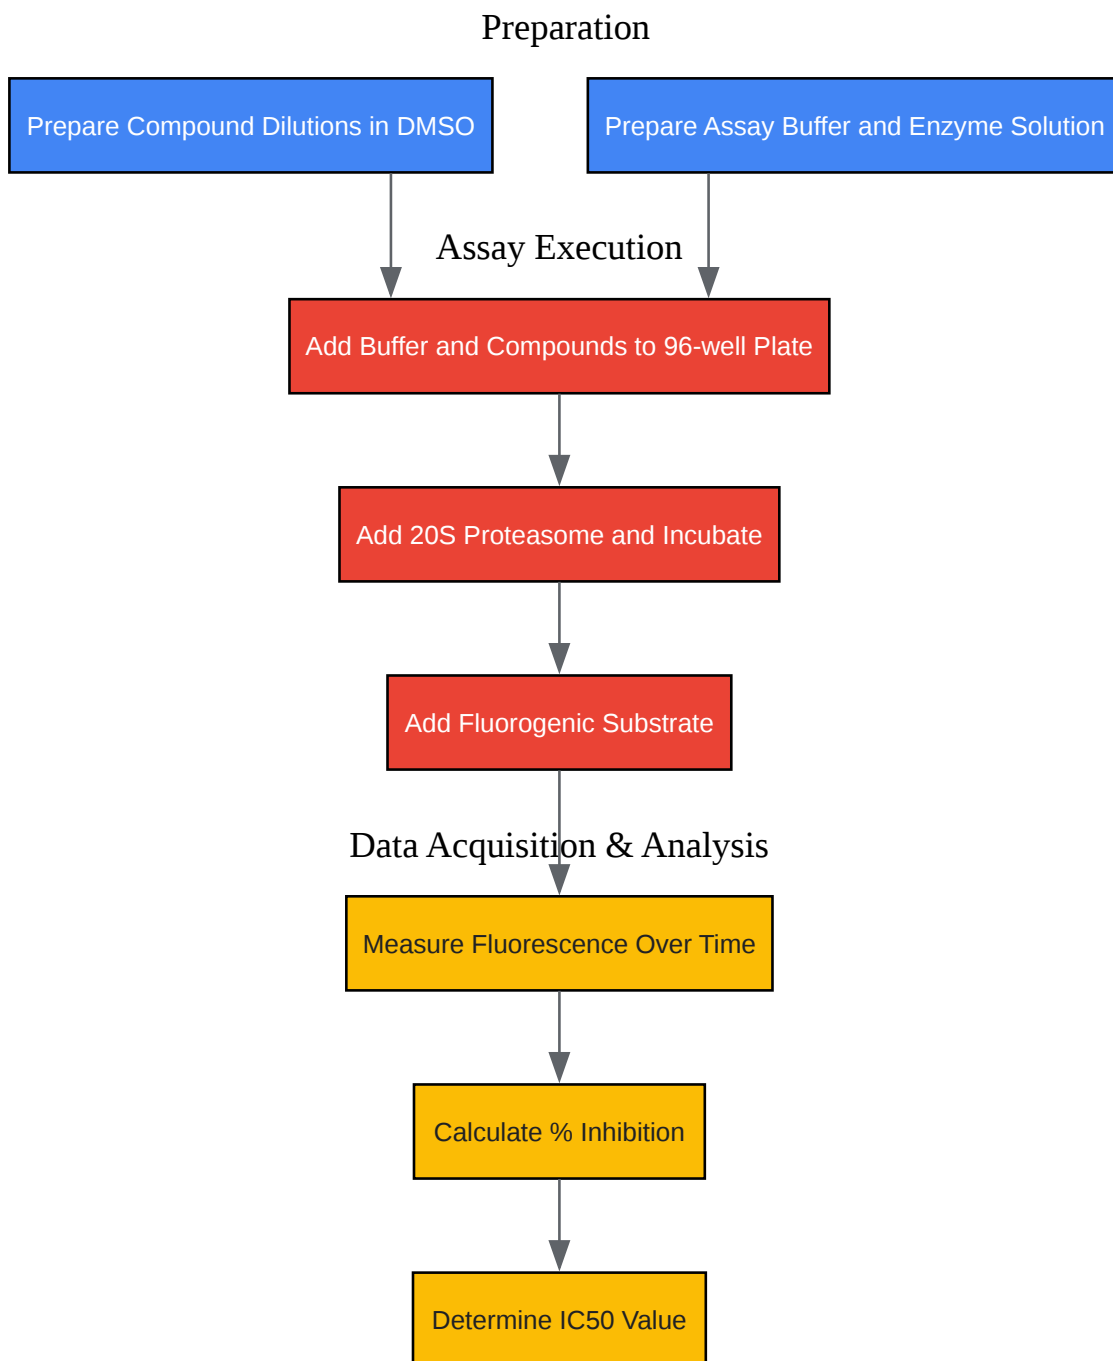 Preparation
Prepare Compound Dilutions in DMSO
Prepare Assay Buffer and Enzyme Solution
Assay Execution
Add Buffer and Compounds to 96-well Plate
Add 20S Proteasome and Incubate
Add Fluorogenic Substrate
Data Acquisition & Analysis
Measure Fluorescence Over Time
Calculate % Inhibition
Determine IC50 Value